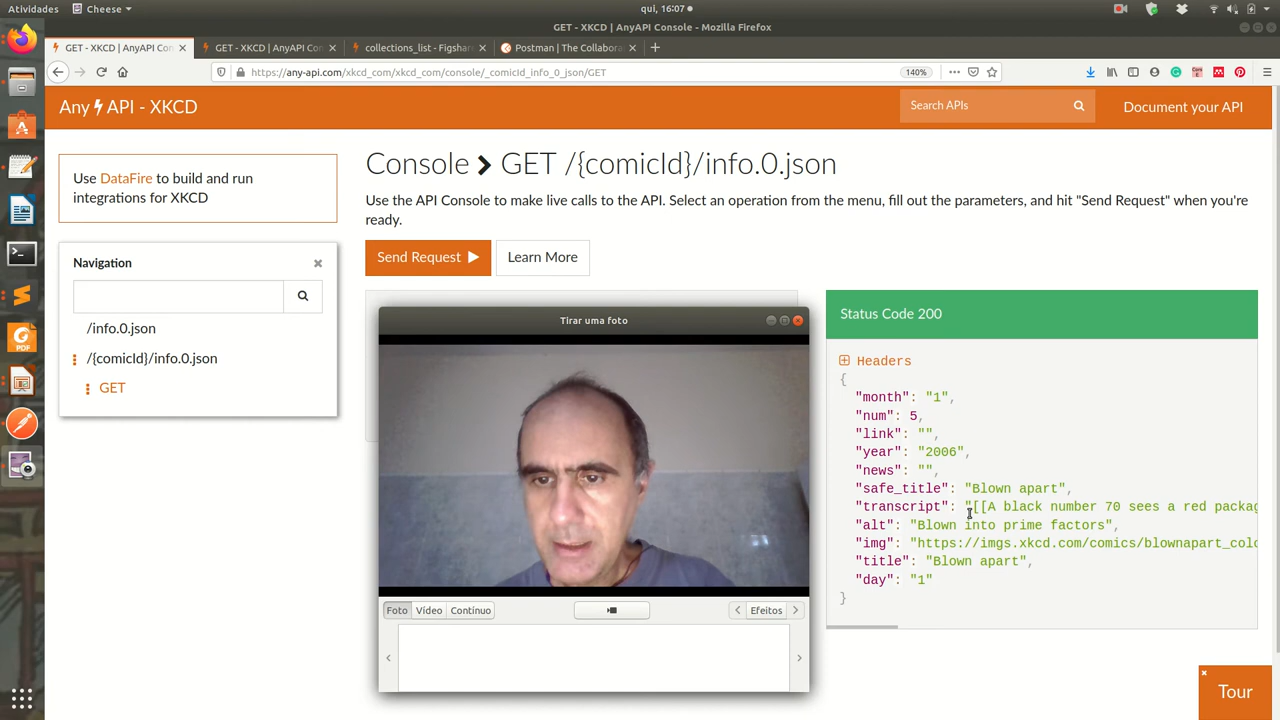 Atividades
Cheese
qui, 16:07
GET - XKCD | AnyAPI Console - Mozilla Firefox
GET - XKCD | AnyAPI Con
GET - XKCD | AnyAPI Con
collections_list - Figshar
Postman | The Collabora
https://any-api.com/xkcd_com/xkcd_com/console/_comicId_info_0_json/GET
140%
Any API - XKCD
Search APIs
Document your API
Use DataFire to build and run
integrations for XKCD
Navigation
/info.0.json
/{comicId}/info.0.json
GET
Console > GET /{comicId}/info.0.json
Use the API Console to make live calls to the API. Select an operation from the menu, fill out the parameters, and hit "Send Request" when you're
ready.
Send Request
Learn More
Tirar uma foto
Foto
Vídeo
Contínuo
Efeitos
Status Code 200
Headers
{
"month": "1",
"num": 5,
"link": "",
"year": "2006",
"news": "",
"safe_title": "Blown apart",
"transcript": "[[A black number 70 sees a red packag
"alt": "Blown into prime factors",
"img": "https://imgs.xkcd.com/comics/blownapart_colo
"title": "Blown apart",
"day": "1"
}
Tour